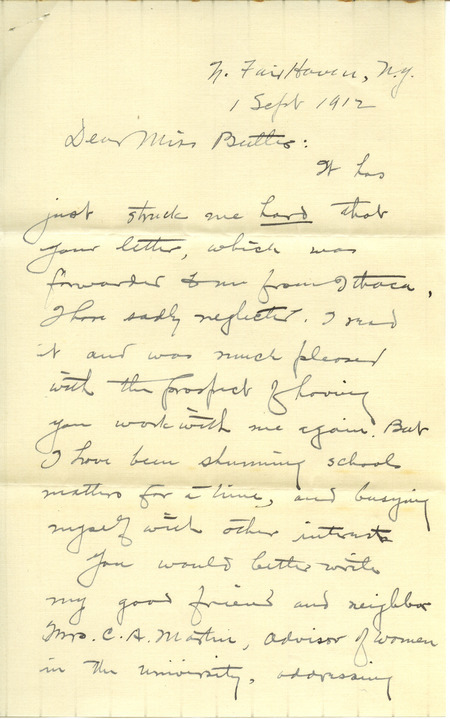 N. Fair Haven, N.Y.
1 Sept 1912
Dear Miss Butler:
It has
just struck me hard that
your letter, which was
forwarded to me from Ithaca,
I have sadly neglected. I read
it and was much pleased
with the prospect of having
you work with me again. But
I have been shunning school
matters for a time, and busying
myself with other interests
You would better write
my good friend and neighbor
Mrs. C. A. Martin, advisor of women
in the university, addressing